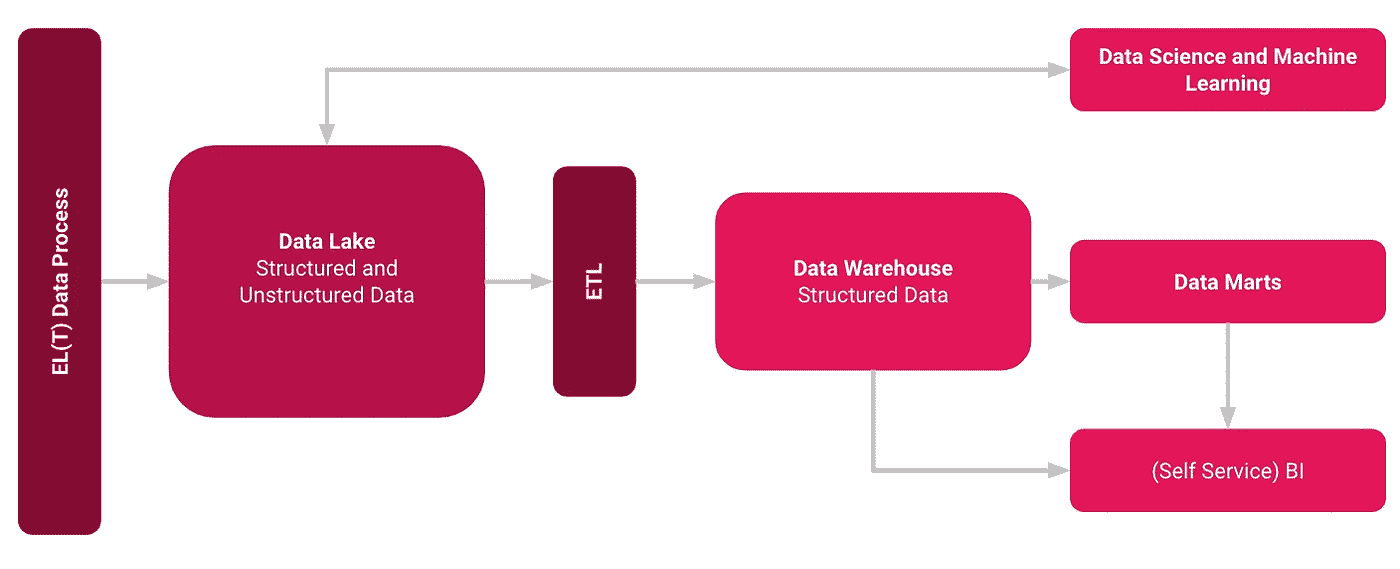 EL(T) Data Process
Data Lake
Structured and
Unstructured Data
ETL
Data Warehouse
Structured Data
Data Science and Machine
Learning
Data Marts
(Self Service) BI